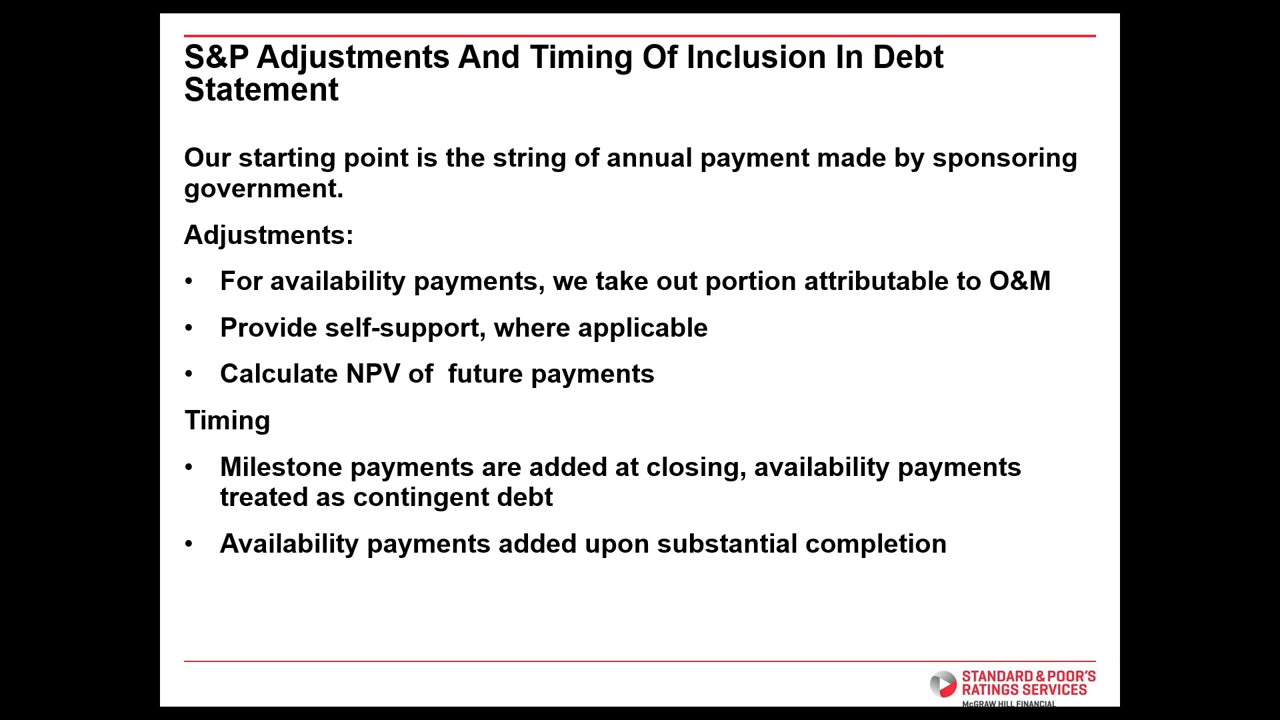 S&P Adjustments And Timing Of Inclusion In Debt
Statement
Our starting point is the string of annual payment made by sponsoring
government.
Adjustments:
• For availability payments, we take out portion attributable to O&M
• Provide self-support, where applicable
• Calculate NPV of  future payments
Timing
• Milestone payments are added at closing, availability payments
treated as contingent debt
• Availability payments added upon substantial completion
STANDARD & POOR'S
RATINGS SERVICES
McGRAW HILL FINANCIAL